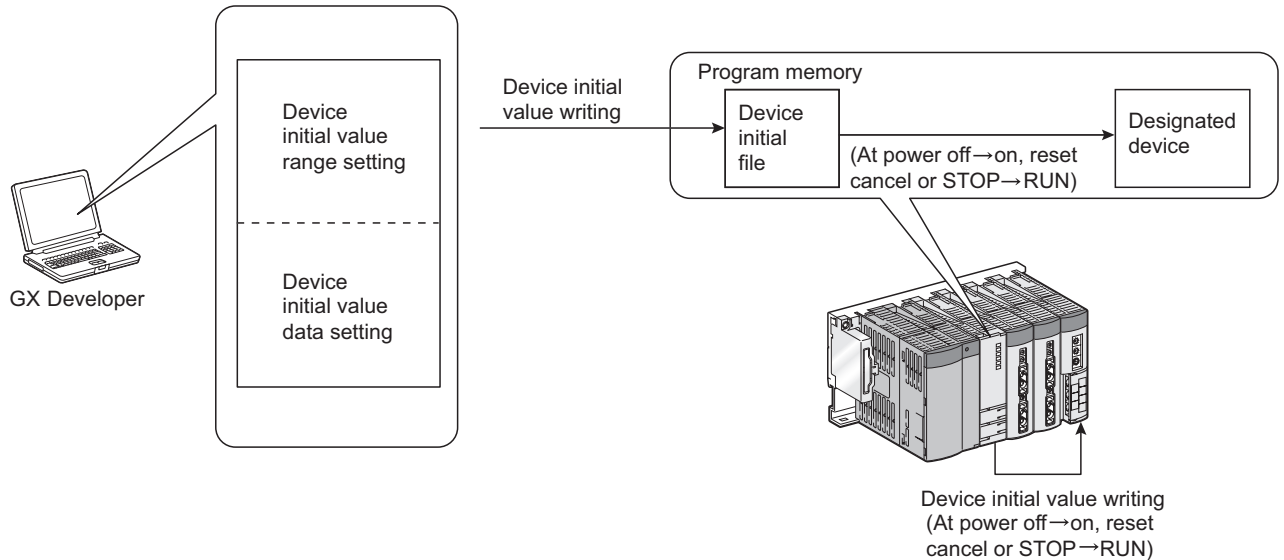 Device
initial value
range setting
Device
initial value
data setting
GX Developer
Device initial
value writing
Program memory
Device
initial
file
(At power off→on, reset
cancel or STOP→RUN)
Designated
device
Device initial value writing
(At power off→on, reset
cancel or STOP→RUN)